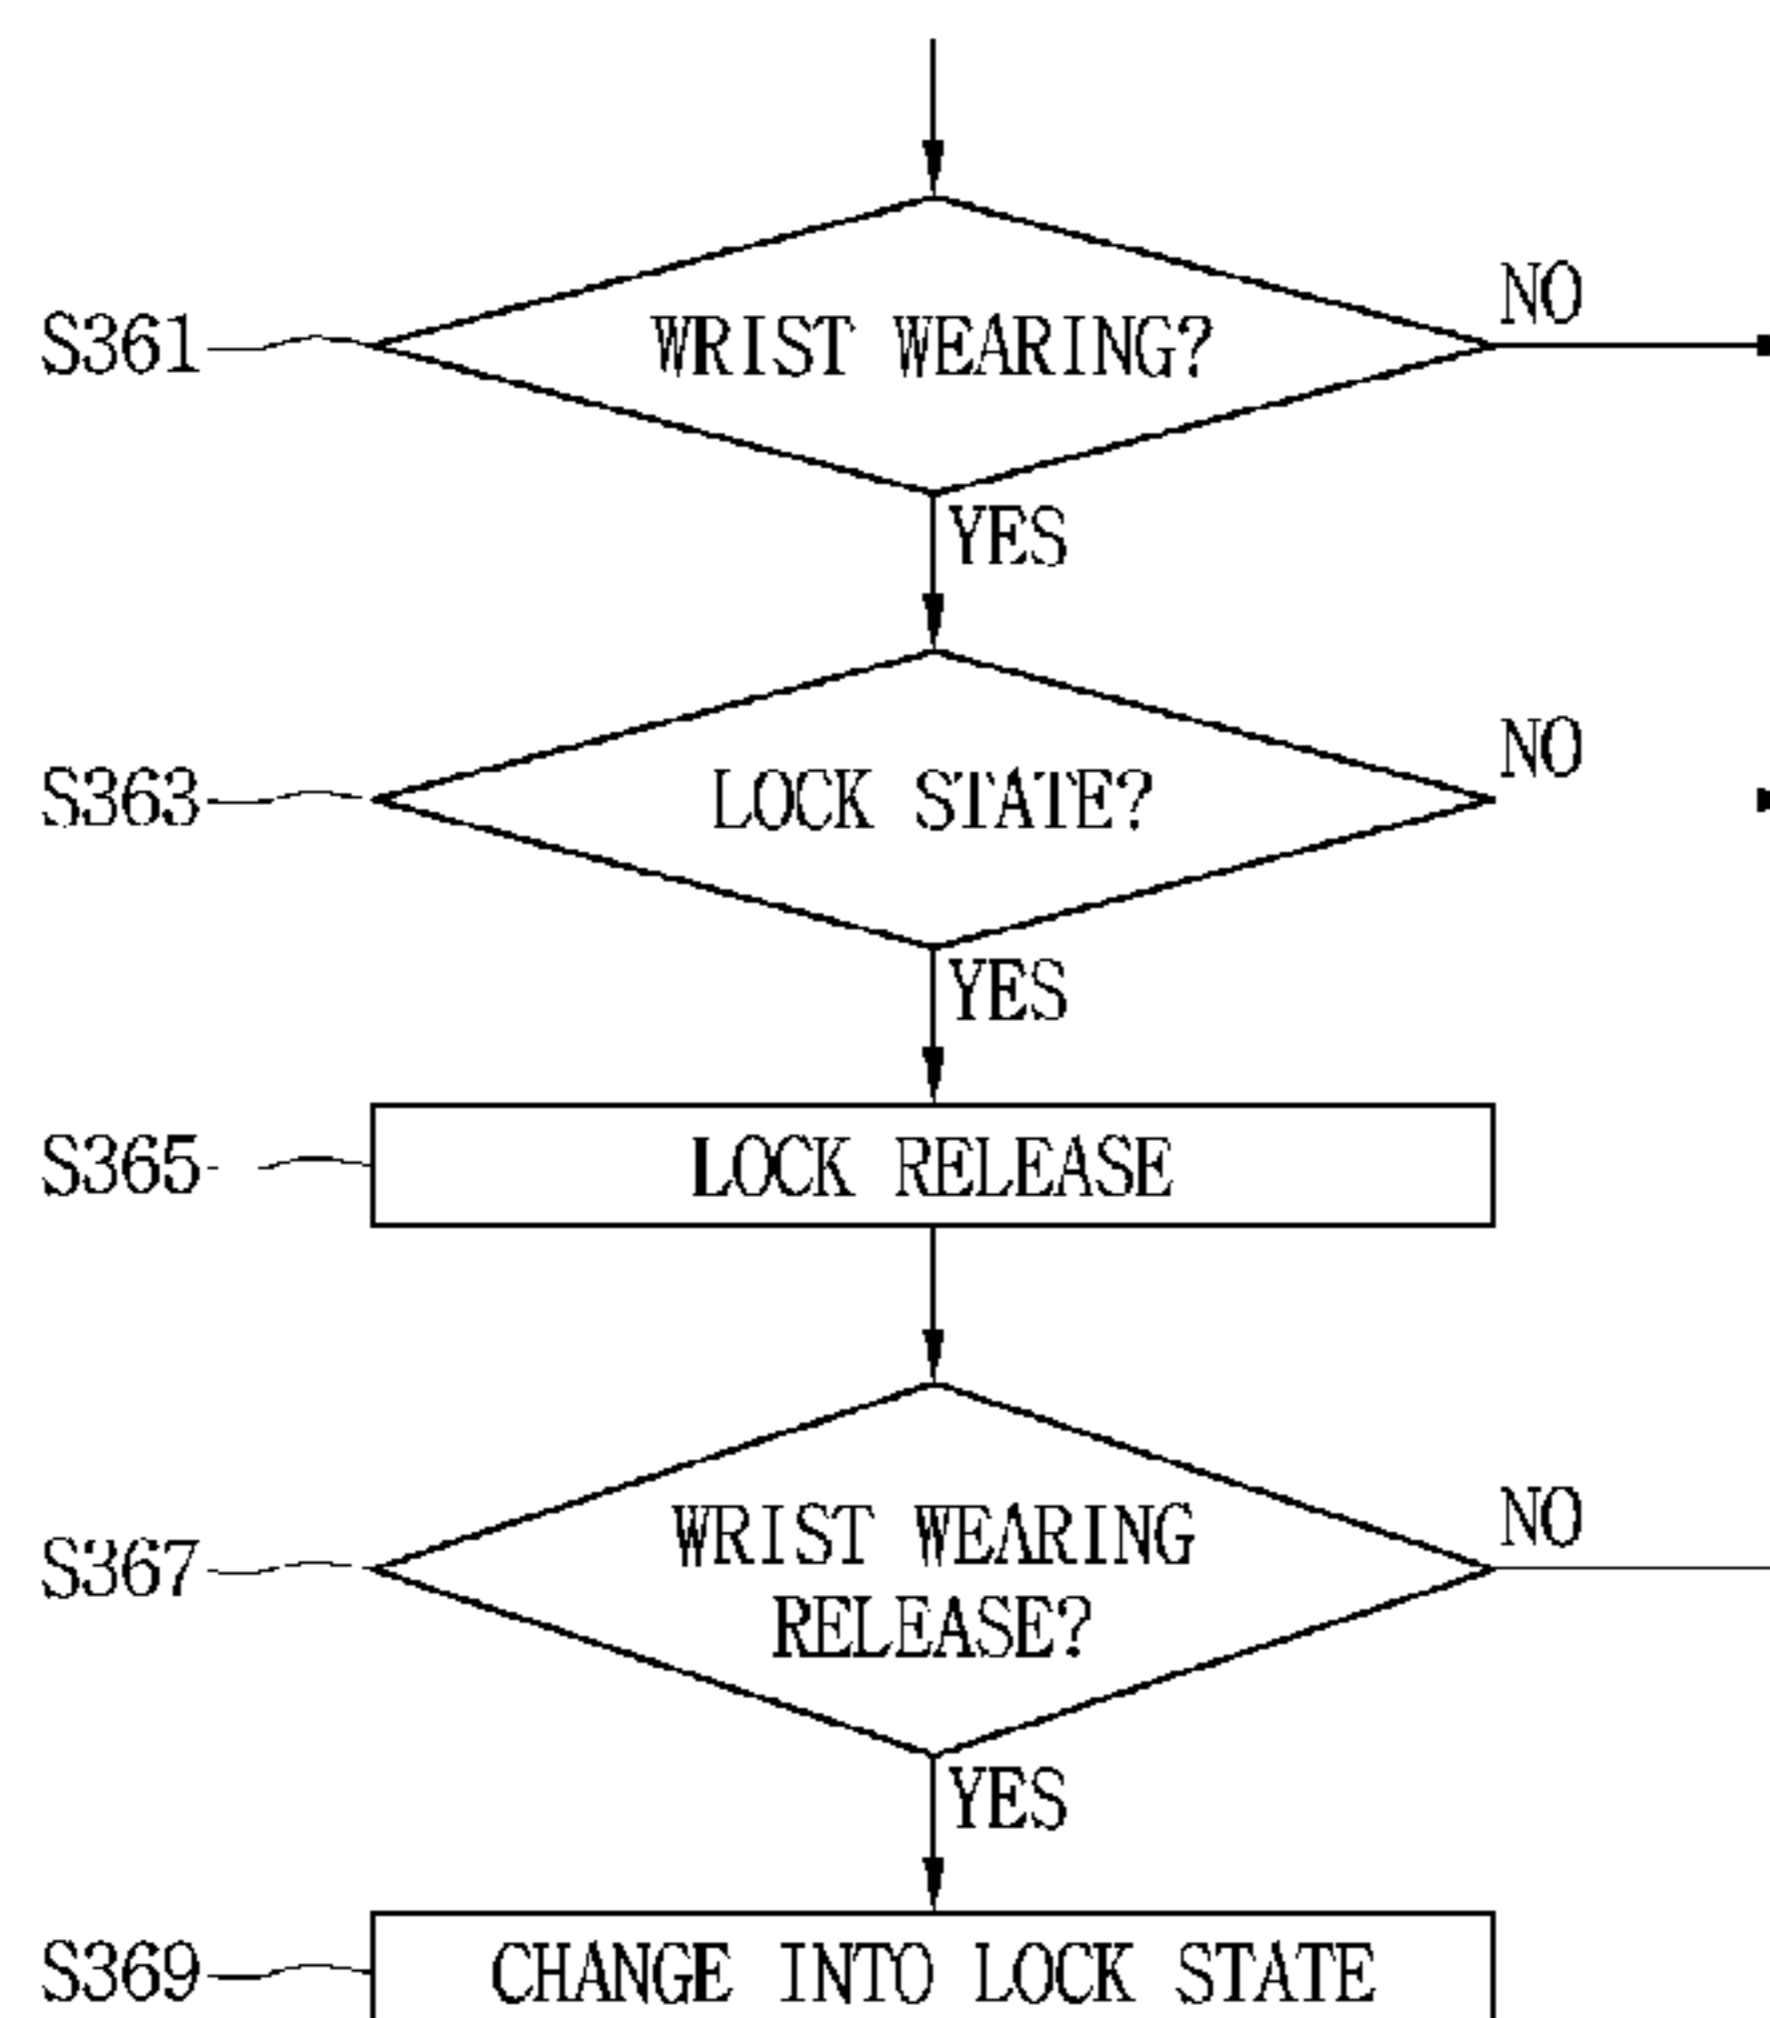 NO
S361 WRIST WEARING?
YES
NO
S363 LOCK STATE?
YES
S365 LOCK RELEASE
NO
WRIST WEARING
S367
RELEASE?
YES
S369 CHANGE INTO LOCK STATE